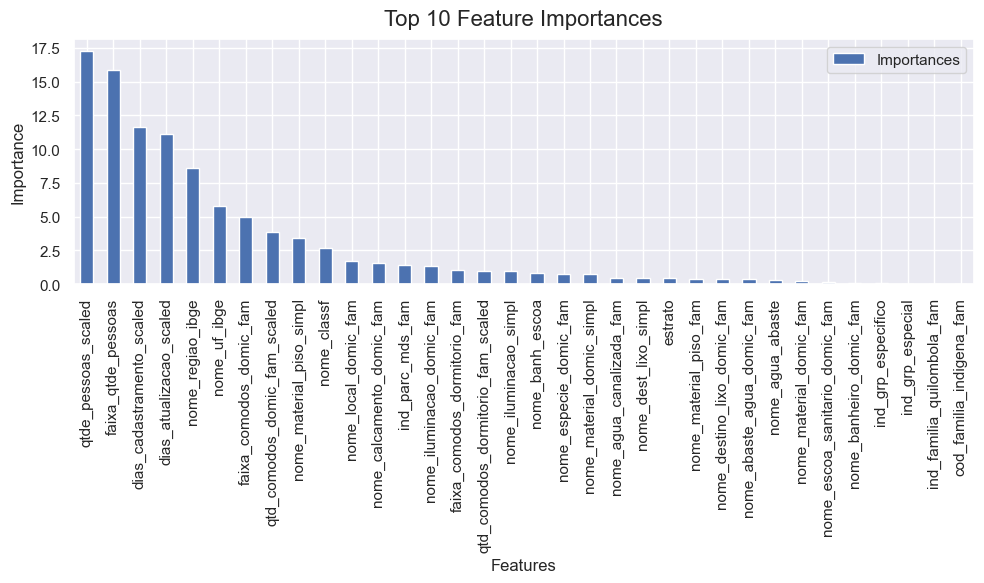 Top 10 Feature Importances
Importances
Importance
17.5
15.0
12.5
10.0
7.5
5.0
2.5
0.0
qtde_pessoas_scaled
faixa_qtde_pessoas
dias_cadastramento_scaled
dias_atualizacao_scaled
nome_regiao_ibge
nome_uf_ibge
faixa_comodos_domic_fam
qtd_comodos_domic_fam_scaled
nome_material_piso_simpl
nome_classf
nome_local_domic_fam
nome_calcamento_domic_fam
ind_parc_mds_fam
nome_iluminacao_domic_fam
faixa_comodos_dormitorio_fam
qtd_comodos_dormitorio_fam_scaled
nome_iluminacao_simpl
nome_banh_escoa
nome_especie_domic_fam
nome_material_domic_simpl
nome_agua_canalizada_fam
nome_dest_lixo_simpl
estrato
nome_material_piso_fam
nome_destino_lixo_domic_fam
nome_abate_agua_domic_fam
nome_agua_abaste
nome_material_domic_fam
nome_escoa_sanitario_domic_fam
nome_banheiro_domic_fam
ind_grp_especifico
ind_grp_especial
ind_familia_quilombola_fam
cod_familia_indigena_fam
Features